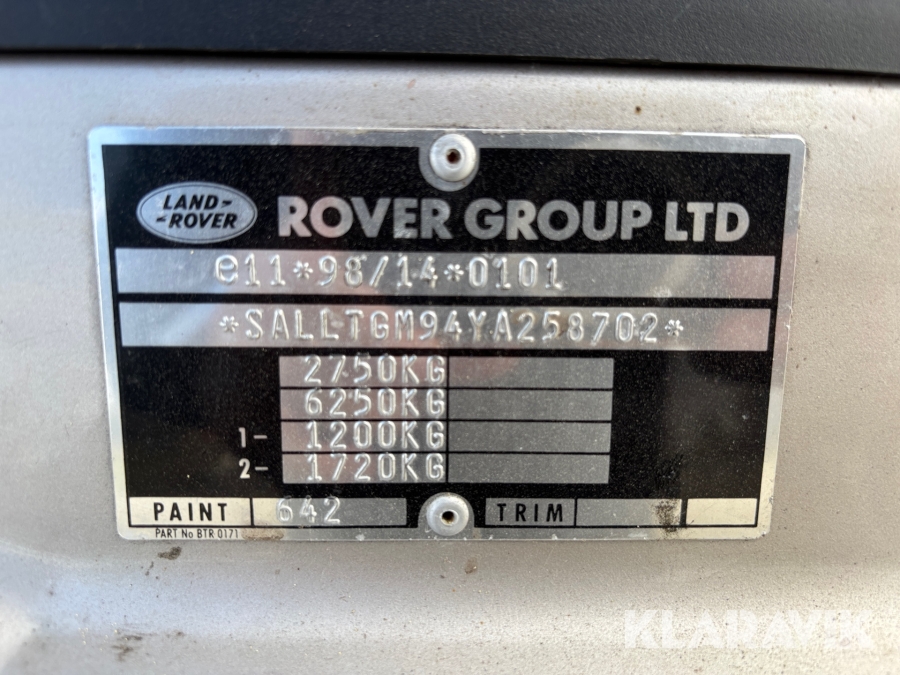 LAND-
-ROVER
ROVER GROUP LTD
e11*98/14*0101
*SALLTGM94YA258702*
2750KG
6250KG
1- 1200KG
2- 1720KG
PAINT 642 TRIM
PART No BTR 0171
KLARAVIK